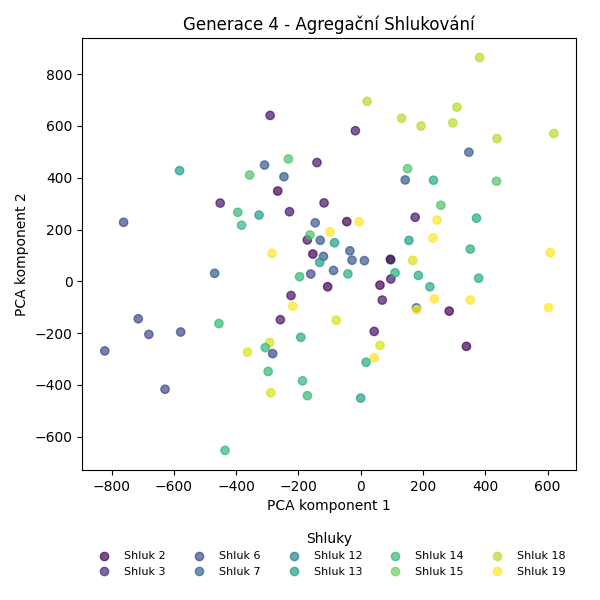 Generace 4 - Agregační Shlukování
PCA komponent 2
800
600
400
200
0
−200
−400
−600
−800 −600 −400 −200 0 200 400 600
PCA komponent 1
Shluky
Shluk 2 Shluk 6 Shluk 12 Shluk 14 Shluk 18
Shluk 3 Shluk 7 Shluk 13 Shluk 15 Shluk 19